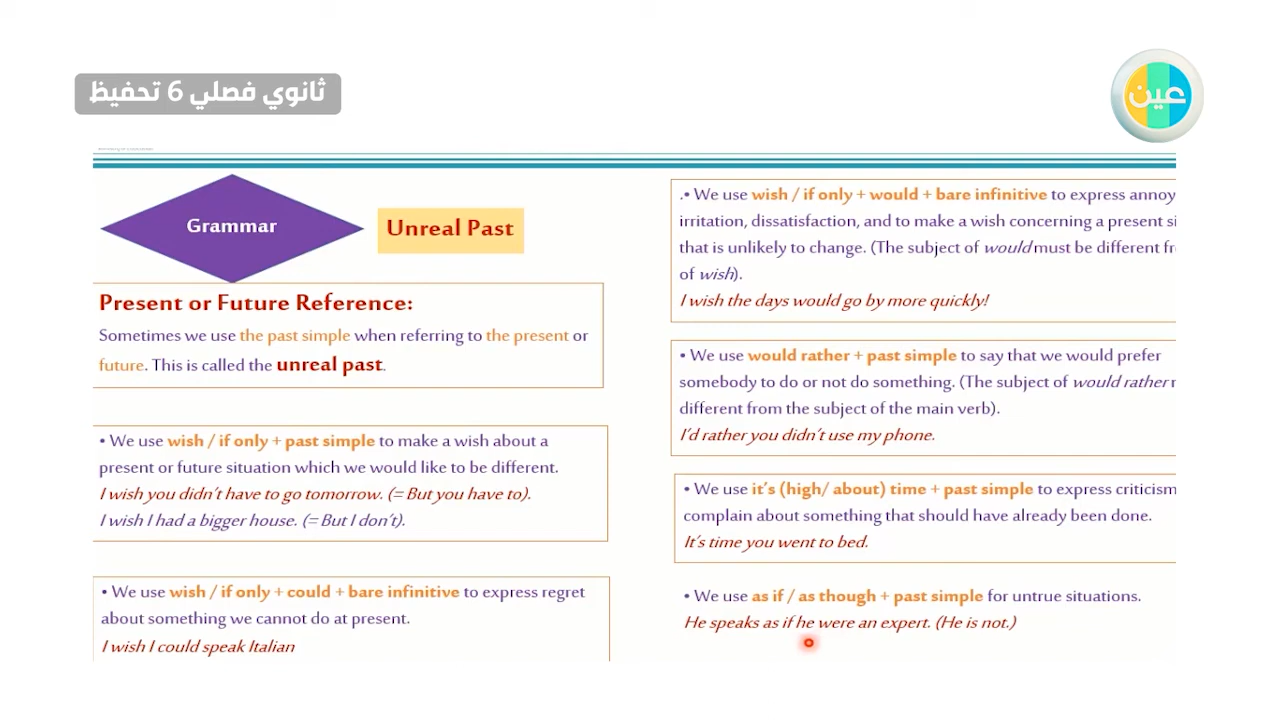 ثانوي فصلي 6 تحفيظ
عين
Grammar
Unreal Past
Present or Future Reference:
Sometimes we use the past simple when referring to the present or
future. This is called the unreal past.
• We use wish / if only + past simple to make a wish about a
present or future situation which we would like to be different.
I wish you didn't have to go tomorrow. (= But you have to).
I wish I had a bigger house. (= But I don't).
• We use wish / if only + could + bare infinitive to express regret
about something we cannot do at present.
I wish I could speak Italian
.• We use wish / if only + would + bare infinitive to express annoy
irritation, dissatisfaction, and to make a wish concerning a present si
that is unlikely to change. (The subject of would must be different fr
of wish).
I wish the days would go by more quickly!
• We use would rather + past simple to say that we would prefer
somebody to do or not do something. (The subject of would rather
different from the subject of the main verb).
I'd rather you didn't use my phone.
• We use it's (high/ about) time + past simple to express criticism
complain about something that should have already been done.
It's time you went to bed.
• We use as if / as though + past simple for untrue situations.
He speaks as if he were an expert. (He is not.)